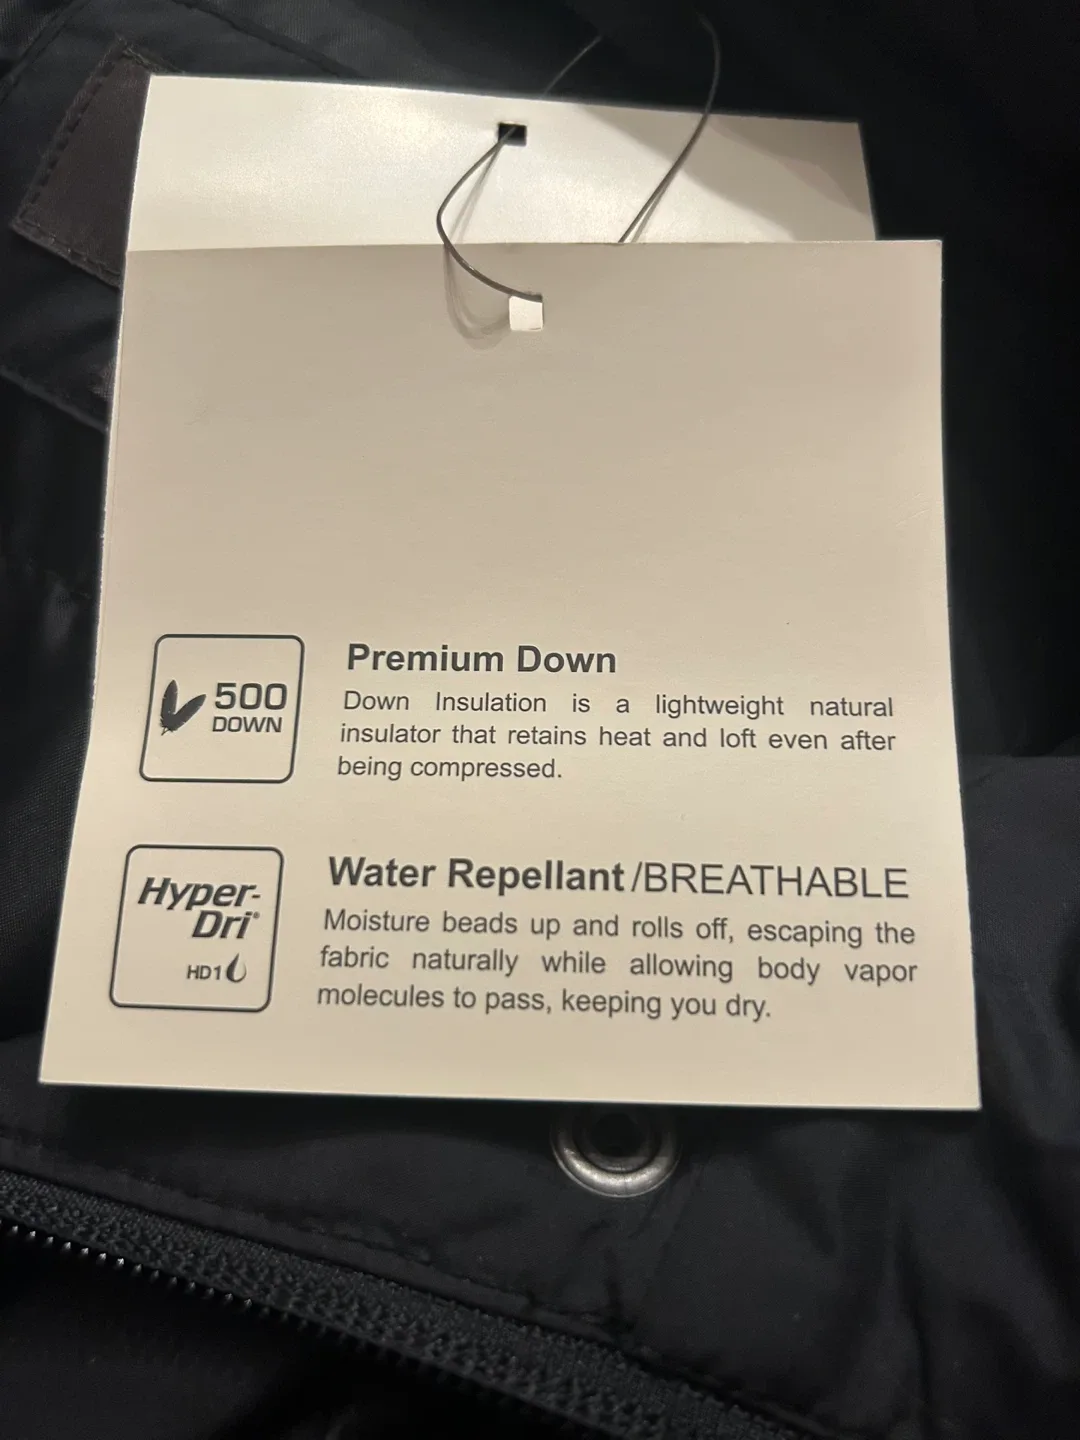 500
DOWN
Premium Down
Down Insulation is a lightweight natural
insulator that retains heat and loft even after
being compressed.
Hyper-
Dri®
HD1
Water Repellant/BREATHABLE
Moisture beads up and rolls off, escaping the
fabric naturally while allowing body vapor
molecules to pass, keeping you dry.